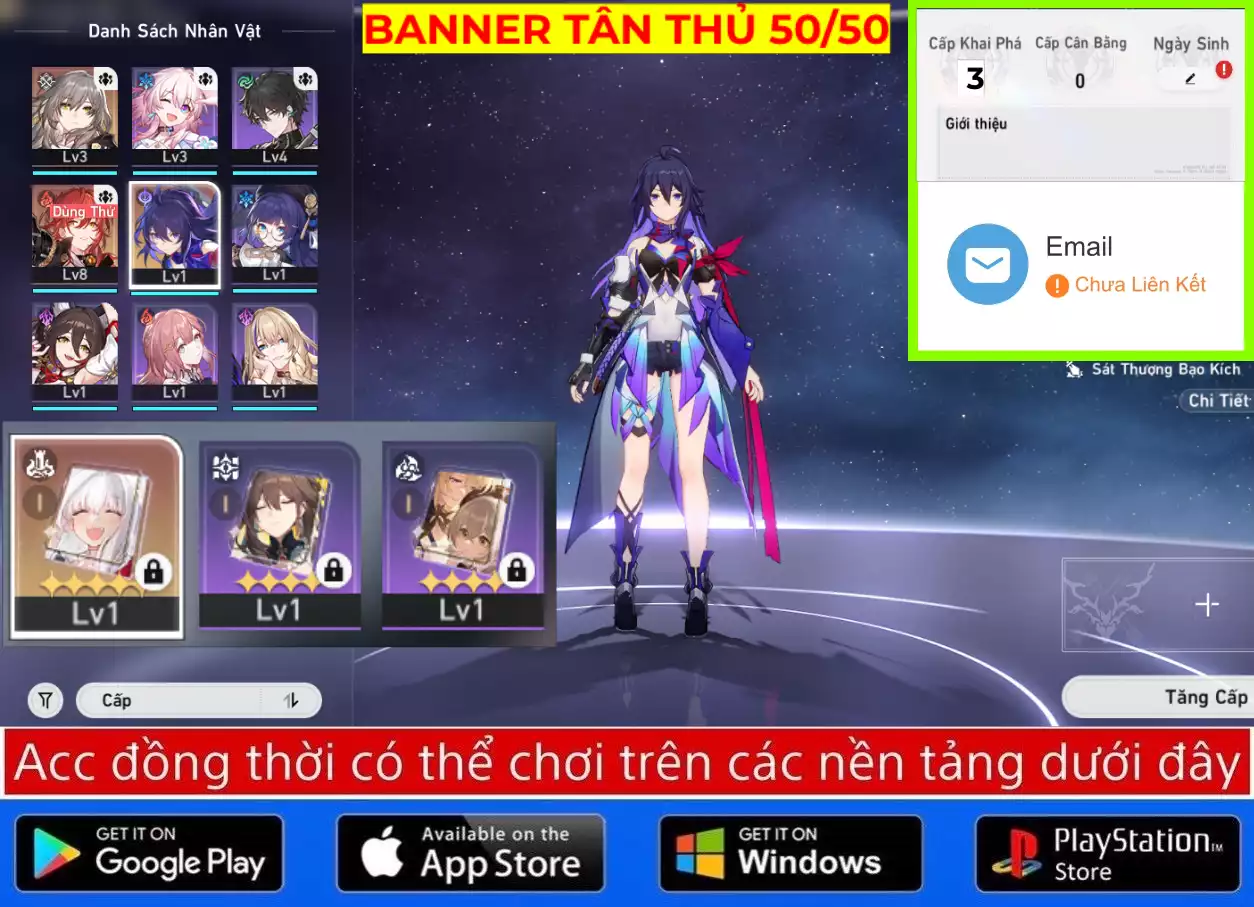 Danh Sách Nhân Vật
BANNER TÂN THỦ 50/50
Cấp Khai Phá
Cấp Cân Bằng
Ngày Sinh
3
0
Giới thiệu
Email
Chưa Liên Kết
Lv3
Lv3
Lv4
Dùng Thử
Lv8
Lv1
Lv1
Lv1
Lv1
Lv1
Sát Thượng Bạo Kích
Chi Tiết
Lv1
Lv1
Lv1
Cấp
Tăng Cấp
Acc đồng thời có thể chơi trên các nền tảng dưới đây
GET IT ON
Google Play
Available on the
App Store
GET IT ON
Windows
PlayStation™
Store